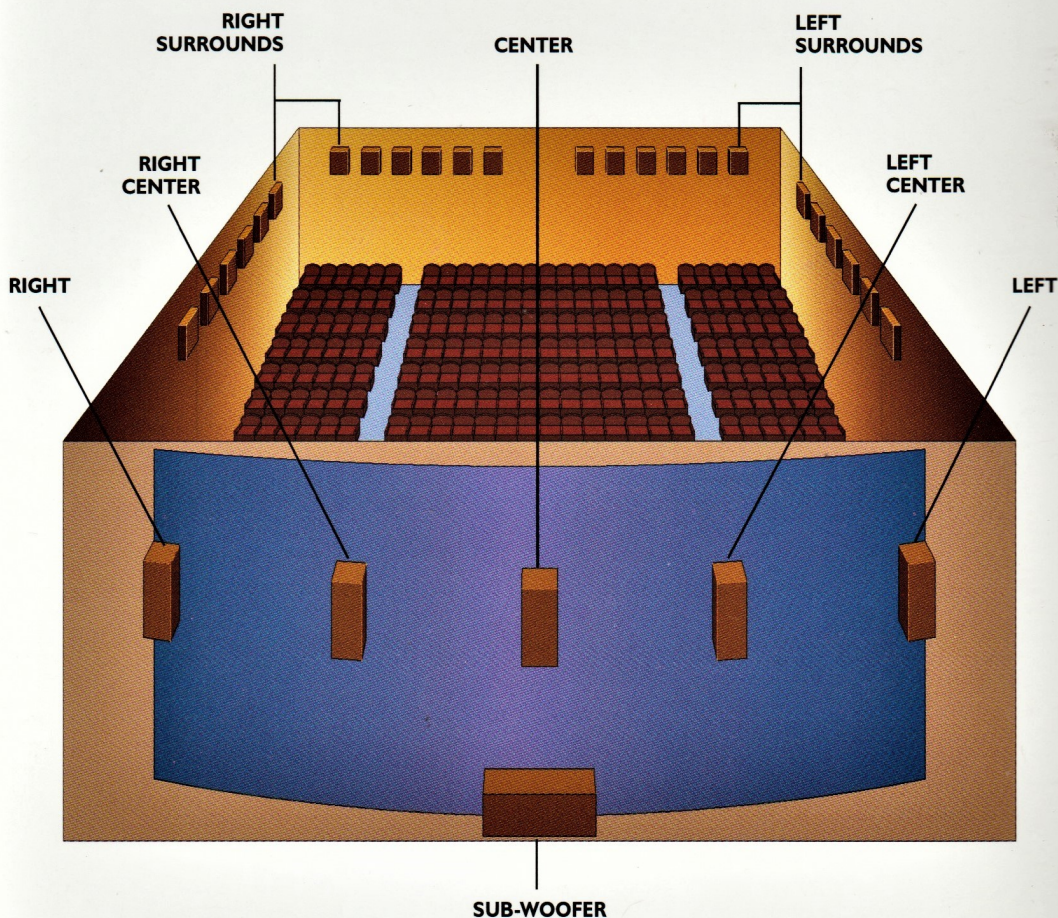 RIGHT
SURROUNDS
CENTER
LEFT
SURROUNDS
RIGHT
CENTER
LEFT
CENTER
RIGHT
LEFT
SUB-WOOFER